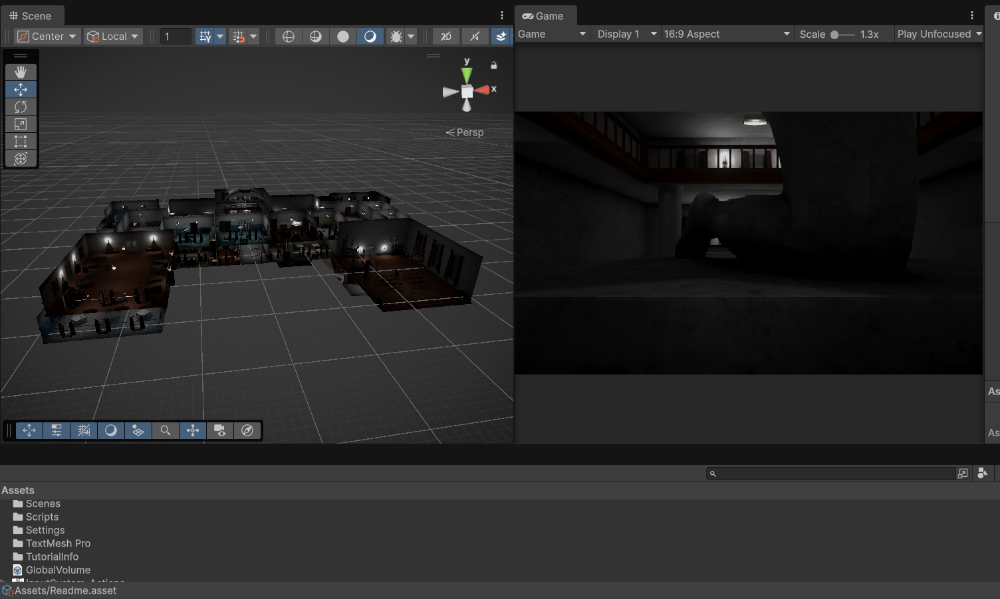 Scene
Game
Center
Local
1
2D
Game
Display 1
16:9 Aspect
Scale
1.3x
Play Unfocused
y
x
Persp
As
As
Assets
Scenes
Scripts
Settings
TextMesh Pro
TutorialInfo
GlobalVolume
Assets/Readme.asset